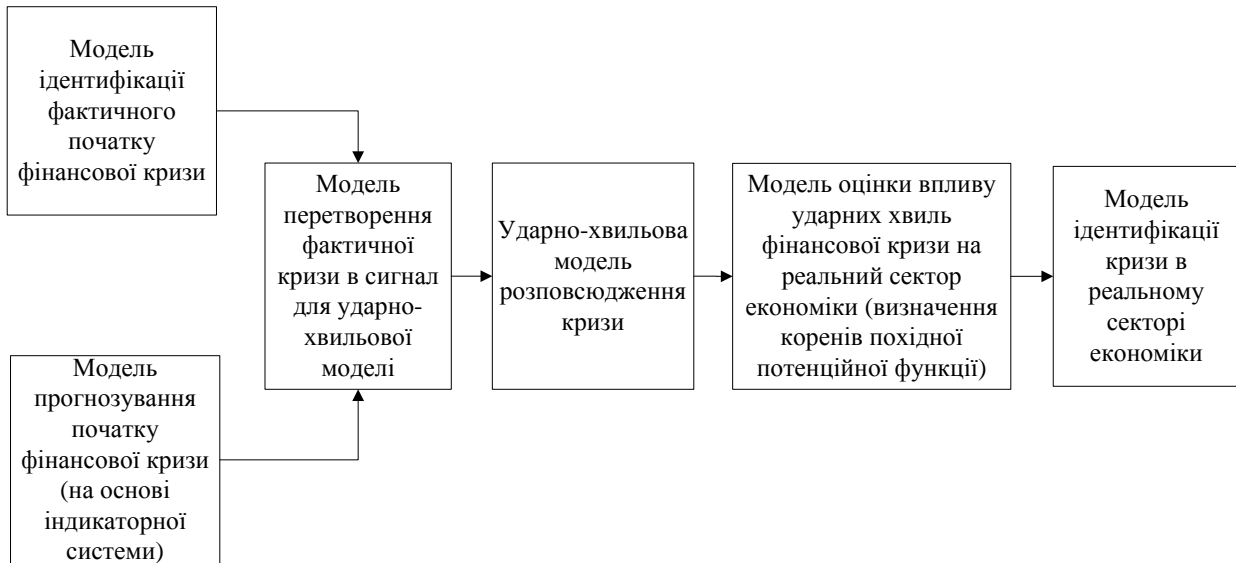 Модель
ідентифікації
фактичного
початку
фінансової кризи
Модель
прогнозування
початку
фінансової кризи
(на основі
індикаторної
системи)
Модель
перетворення
фактичної
кризи в сигнал
для ударно-
хвильової
моделі
Ударно-хвильова
модель
розповсюдження
кризи
Модель оцінки впливу
ударних хвиль
фінансової кризи на
реальний сектор
економіки (визначення
коренів похідної
потенційної функції)
Модель
ідентифікації
кризи в
реальному
секторі
економіки